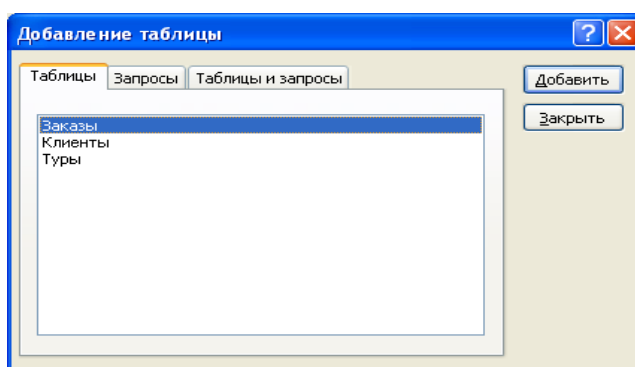 Добавление таблицы
Таблицы Запросы Таблицы и запросы
Добавить
Закрыть
Заказы
Клиенты
Туры